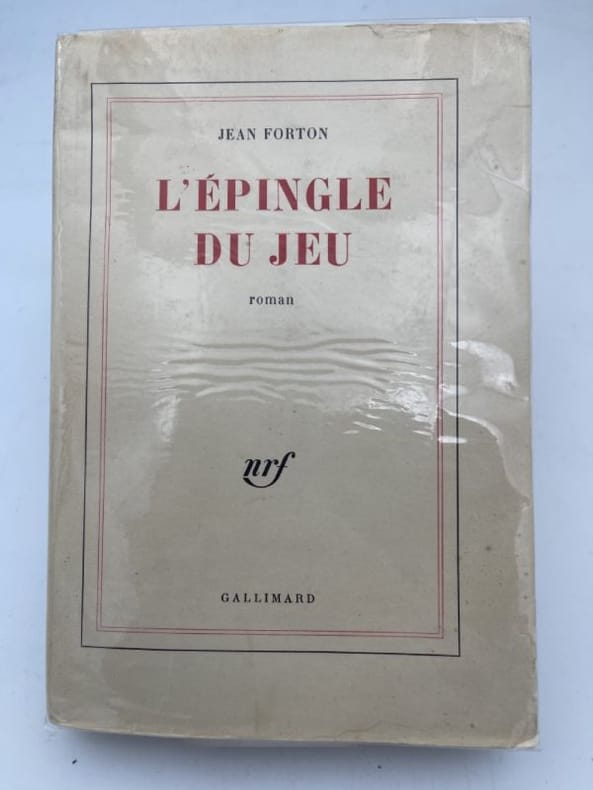 JEAN FORTON
L'ÉPINGLE
DU JEU
roman
nrf
GALLIMARD